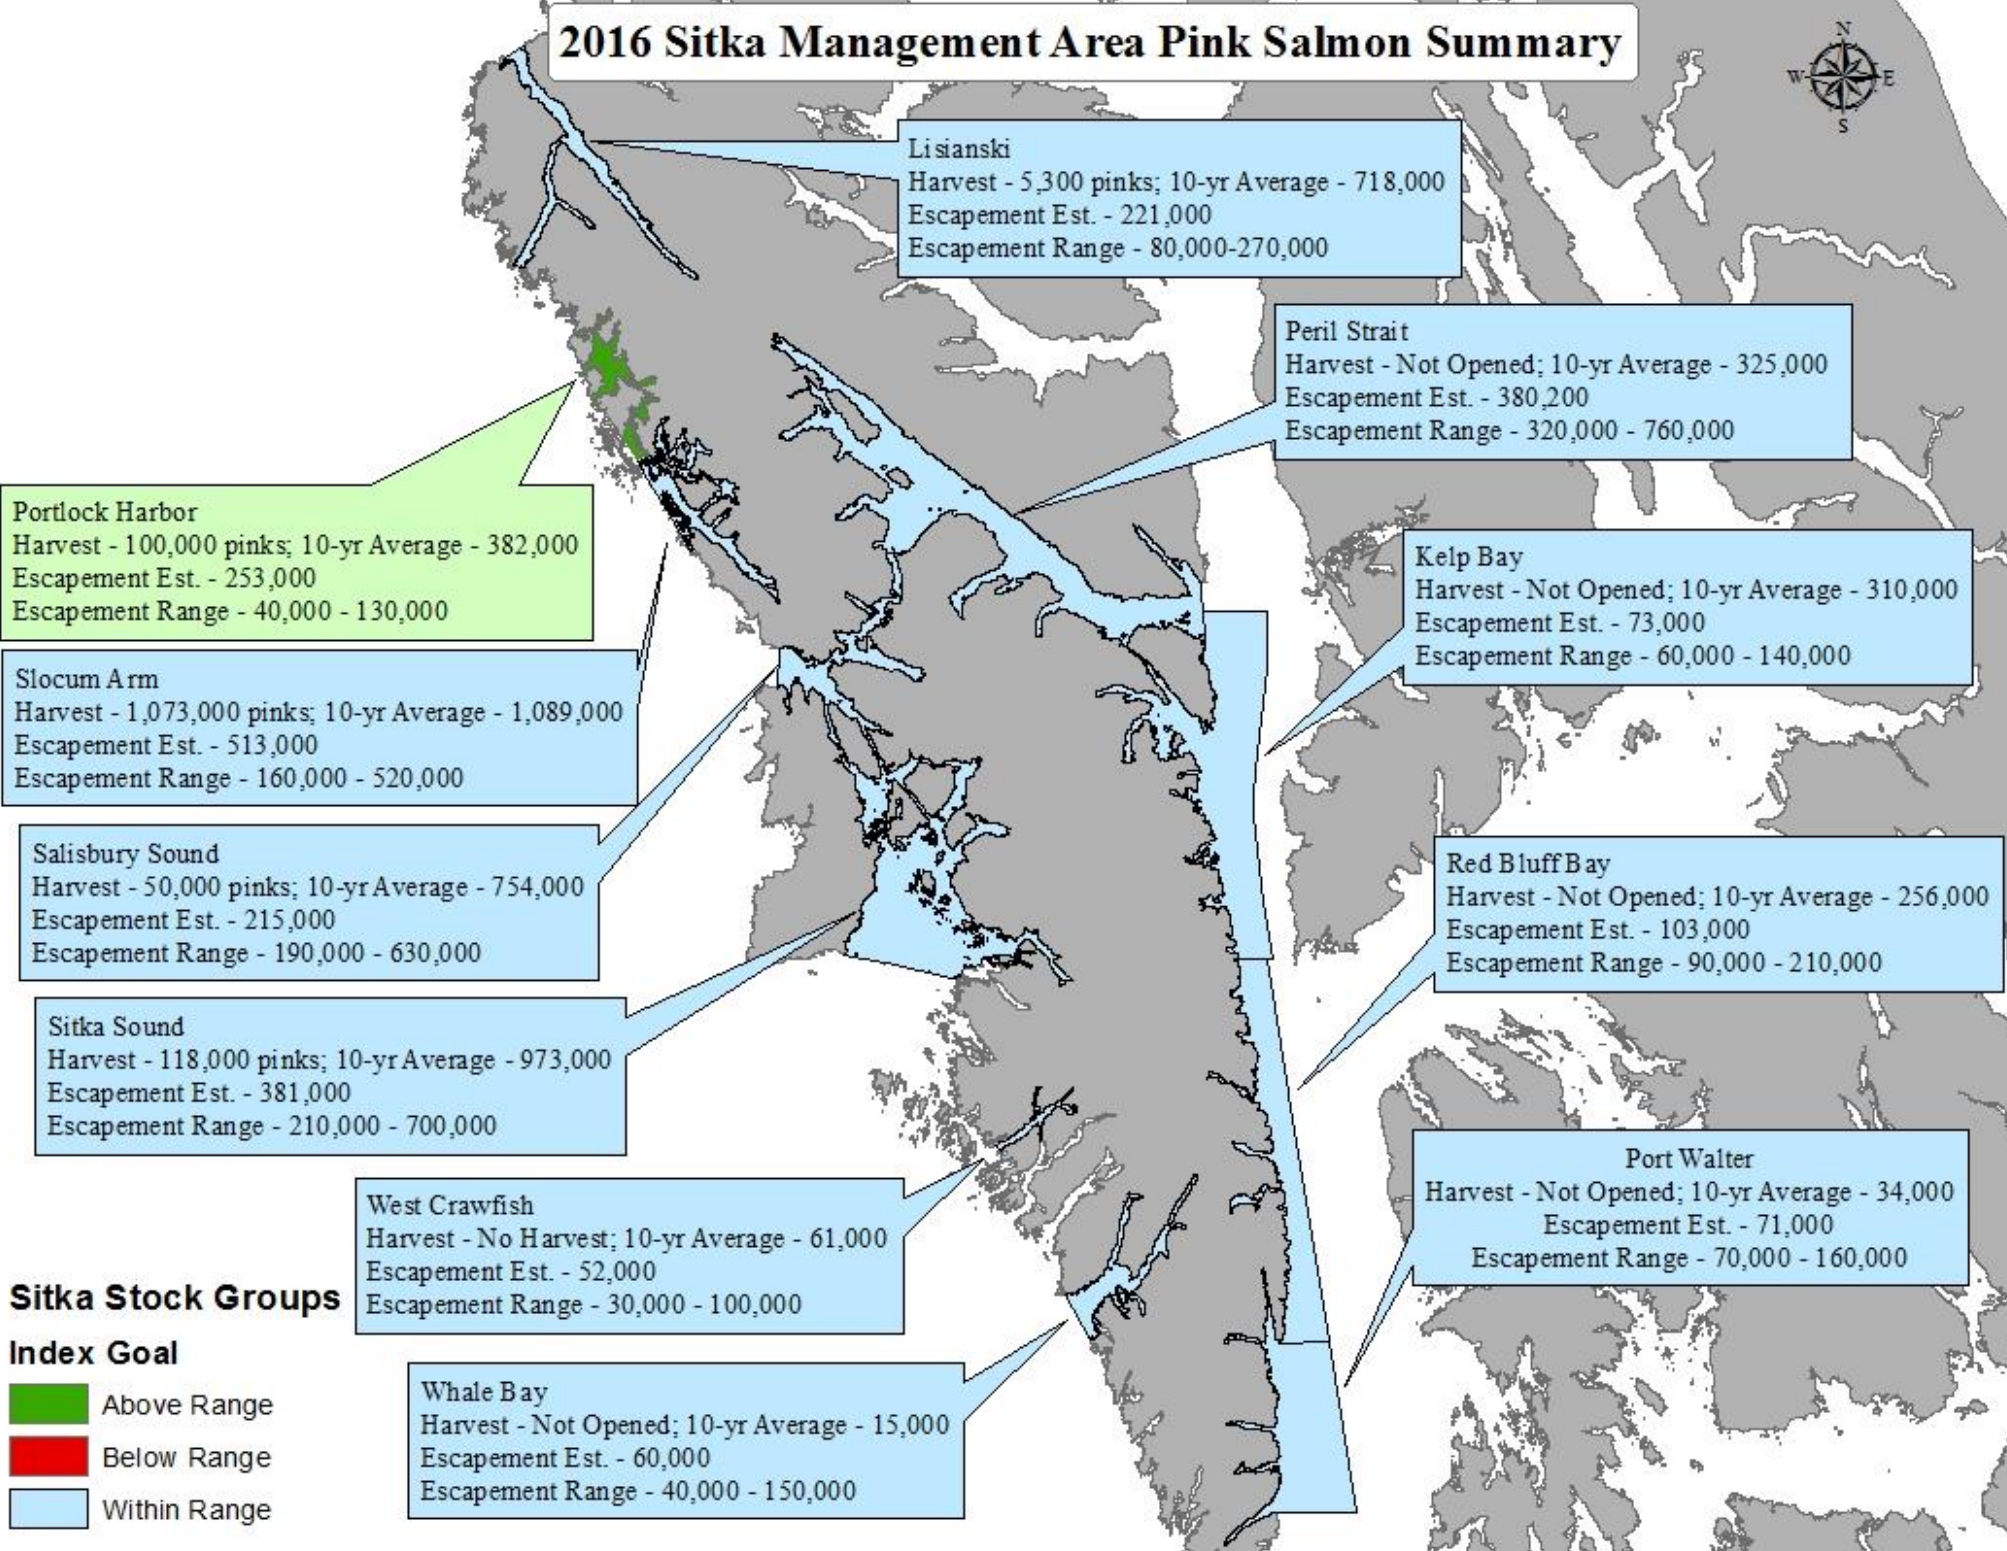 2016 Sitka Management Area Pink Salmon Summary
N
W
E
S
Lisianski
Harvest - 5,300 pinks; 10-yr Average - 718,000
Escapement Est. - 221,000
Escapement Range - 80,000-270,000
Peril Strait
Harvest - Not Opened; 10-yr Average - 325,000
Escapement Est. - 380,200
Escapement Range - 320,000 - 760,000
Portlock Harbor
Harvest - 100,000 pinks; 10-yr Average - 382,000
Escapement Est. - 253,000
Escapement Range - 40,000 - 130,000
Kelp Bay
Harvest - Not Opened; 10-yr Average - 310,000
Escapement Est. - 73,000
Escapement Range - 60,000 - 140,000
Slocum Arm
Harvest - 1,073,000 pinks; 10-yr Average - 1,089,000
Escapement Est. - 513,000
Escapement Range - 160,000 - 520,000
Salisbury Sound
Harvest - 50,000 pinks; 10-yr Average - 754,000
Escapement Est. - 215,000
Escapement Range - 190,000 - 630,000
Red Bluff Bay
Harvest - Not Opened; 10-yr Average - 256,000
Escapement Est. - 103,000
Escapement Range - 90,000 - 210,000
Sitka Sound
Harvest - 118,000 pinks; 10-yr Average - 973,000
Escapement Est. - 381,000
Escapement Range - 210,000 - 700,000
Port Walter
Harvest - Not Opened; 10-yr Average - 34,000
Escapement Est. - 71,000
Escapement Range - 70,000 - 160,000
West Crawfish
Harvest - No Harvest; 10-yr Average - 61,000
Escapement Est. - 52,000
Escapement Range - 30,000 - 100,000
Whale Bay
Harvest - Not Opened; 10-yr Average - 15,000
Escapement Est. - 60,000
Escapement Range - 40,000 - 150,000
Sitka Stock Groups
Index Goal
Above Range
Below Range
Within Range